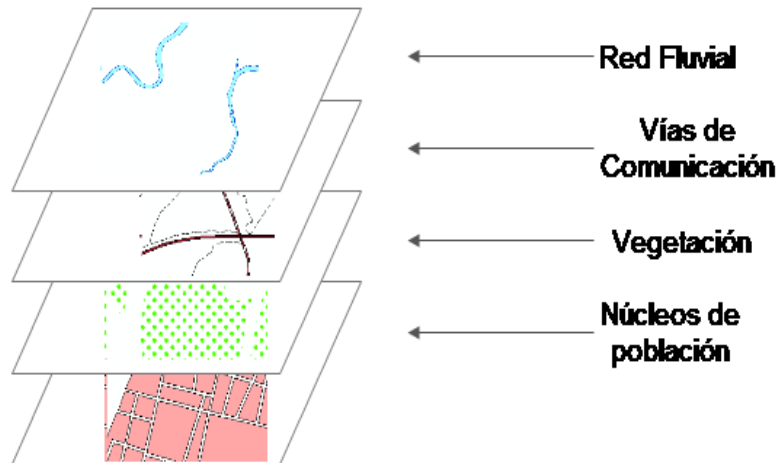 Red Fluvial
Vías de
Comunicación
Vegetación
Núcleos de
población